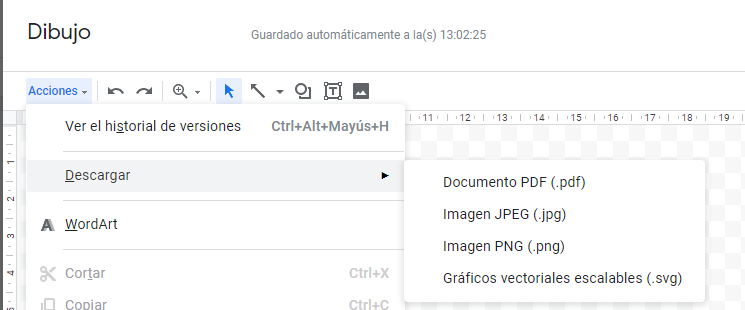 Dibujo
Guardado automáticamente a la(s) 13:02:25
Acciones
11 12 13 14 15 16 17 18 19
Ver el historial de versiones Ctrl+Alt+Mayús+H
1
Descargar
Documento PDF (.pdf)
2
Imagen JPEG (.jpg)
A WordArt
3
Imagen PNG (.png)
Cortar Ctrl+X
4
Gráficos vectoriales escalables (.svg)
Copiar Ctrl+C